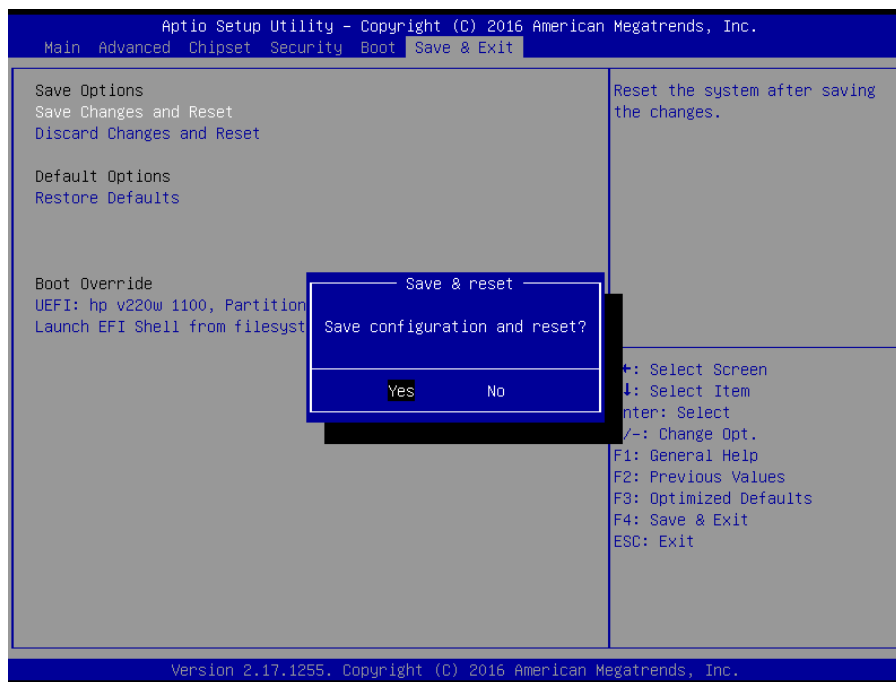 Aptio Setup Utility – Copyright (C) 2016 American Megatrends, Inc.
Main Advanced Chipset Security Boot Save & Exit
Save Options
Save Changes and Reset
Discard Changes and Reset
Default Options
Restore Defaults
Boot Override
UEFI: hp v220w 1100, Partition
Launch EFI Shell from filesyst
Save & reset
Save configuration and reset?
Yes No
Reset the system after saving
the changes.
: Select Screen
: Select Item
nter: Select
/-: Change Opt.
F1: General Help
F2: Previous Values
F3: Optimized Defaults
F4: Save & Exit
ESC: Exit
Version 2.17.1255. Copyright (C) 2016 American Megatrends, Inc.